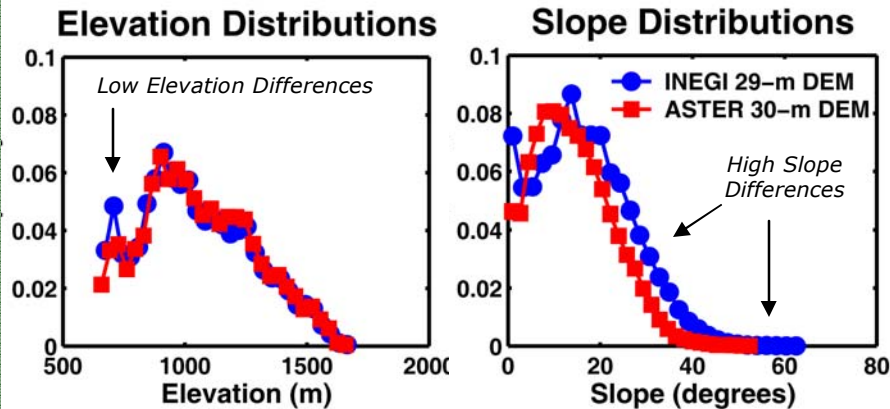 Elevation Distributions
0.1
0.08
0.06
0.04
0.02
0
500
1000
1500
2000
Elevation (m)
Low Elevation Differences
Slope Distributions
0.1
0.08
0.06
0.04
0.02
0
0
20
40
60
80
Slope (degrees)
INEGI 29-m DEM
ASTER 30-m DEM
High Slope
Differences